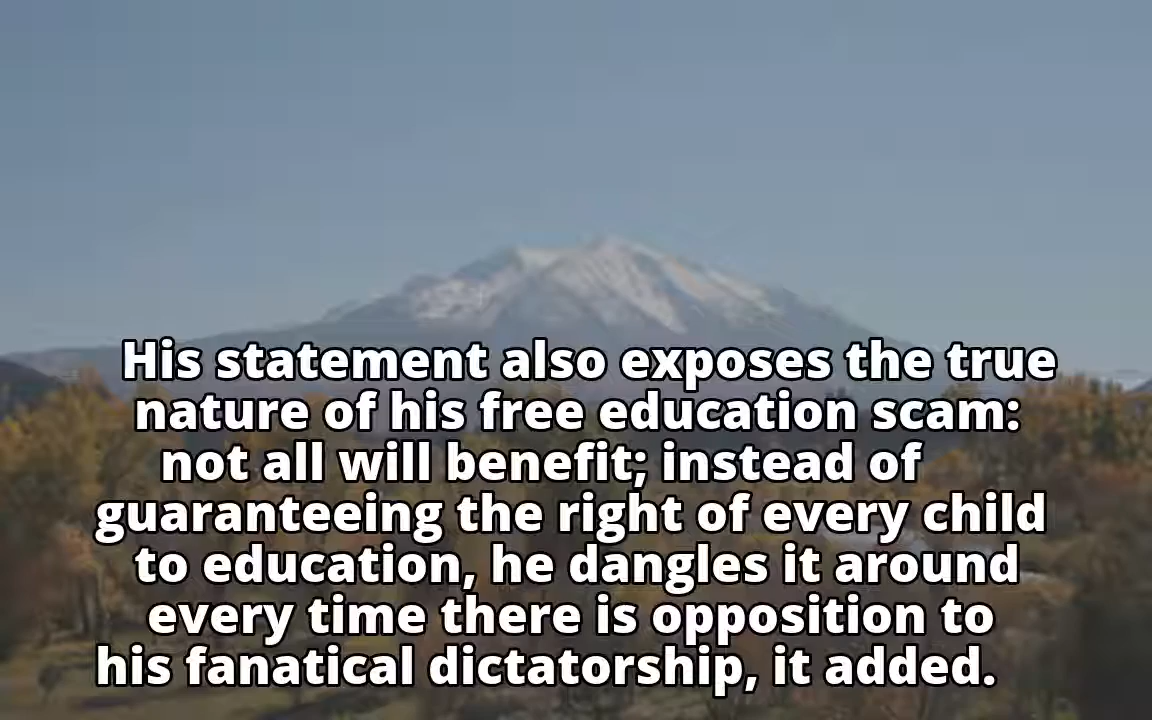 His statement also exposes the true
nature of his free education scam:
not all will benefit; instead of
guaranteeing the right of every child
to education, he dangles it around
every time there is opposition to
his fanatical dictatorship, it added.